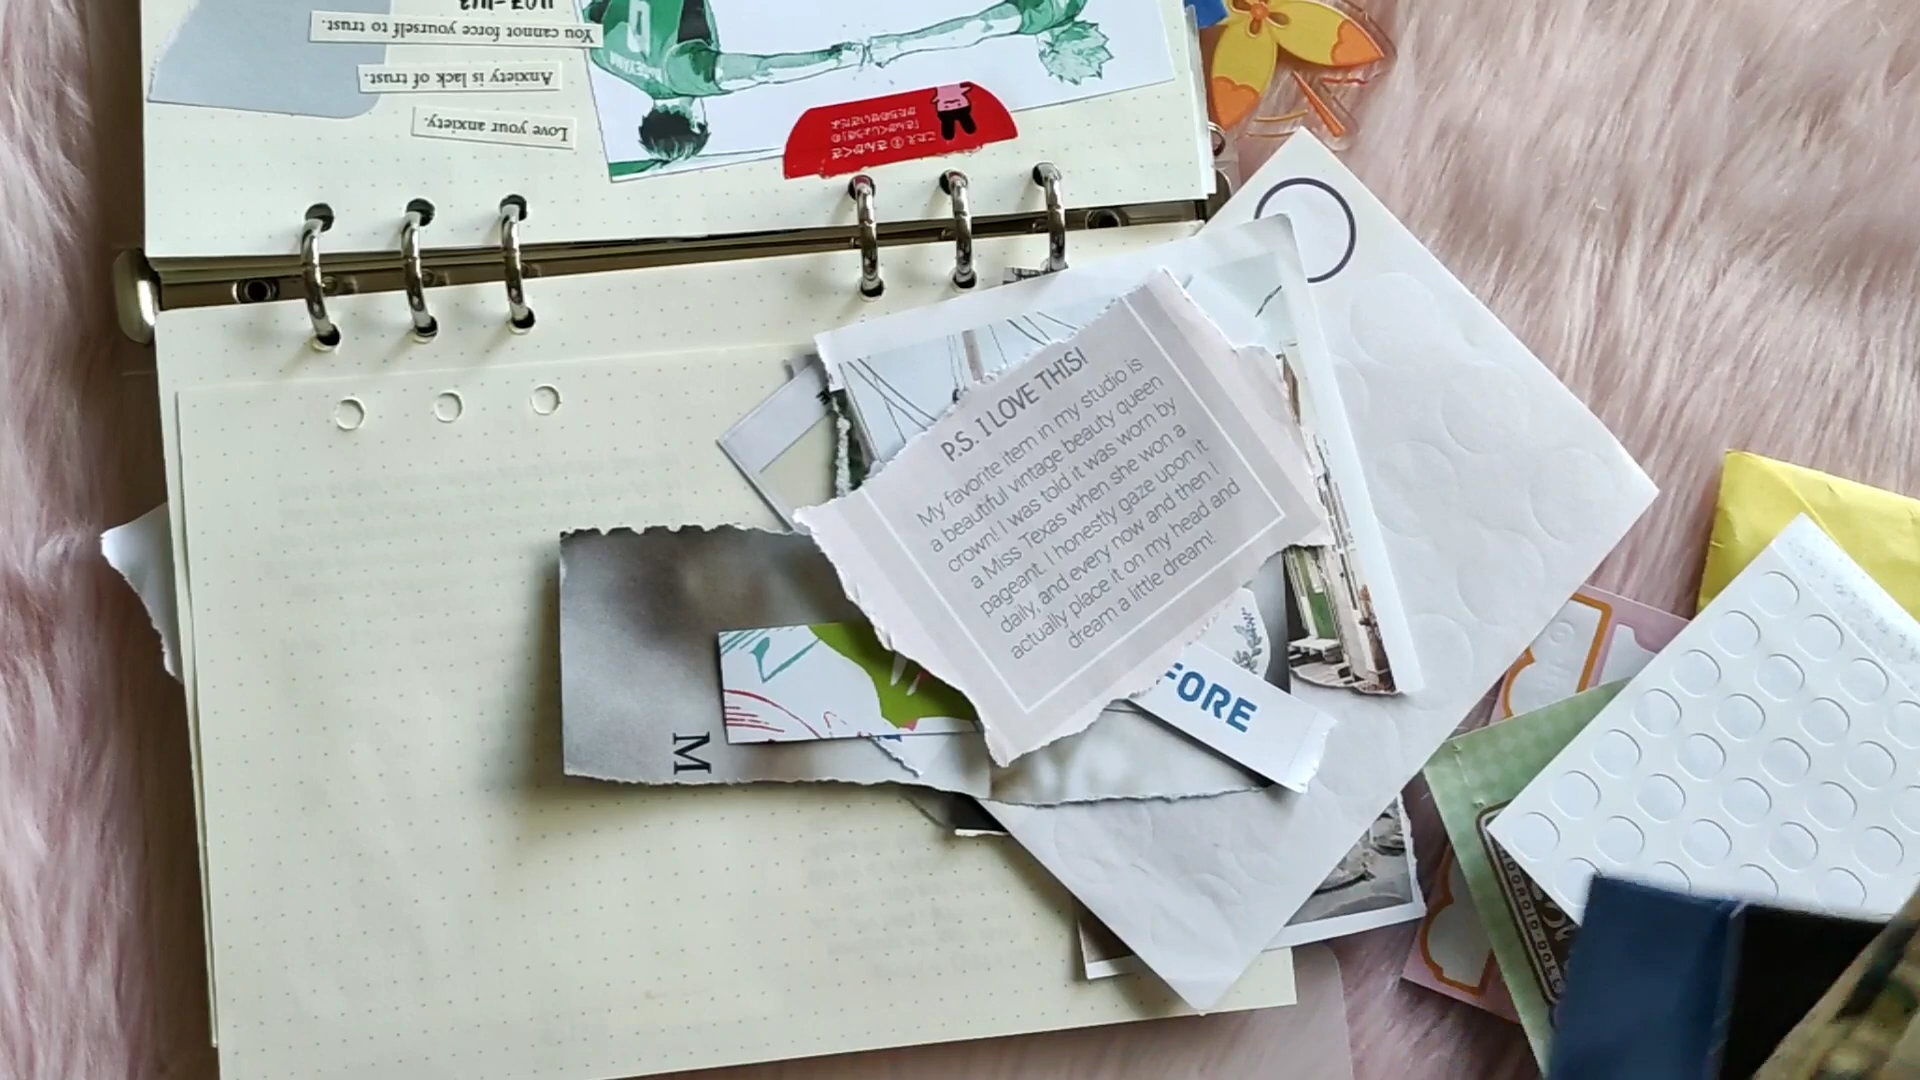 You cannot force yourself to trust.
Anxiety is lack of trust.
Love your anxiety.
P.S. I LOVE THIS!
My favorite item in my studio is
a beautiful vintage beauty queen
crown! I was told it was worn by
a Miss Texas when she won a
pageant. I honestly gaze upon it
daily, and every now and then I
actually place it on my head and
dream a little dream!
FORE
M